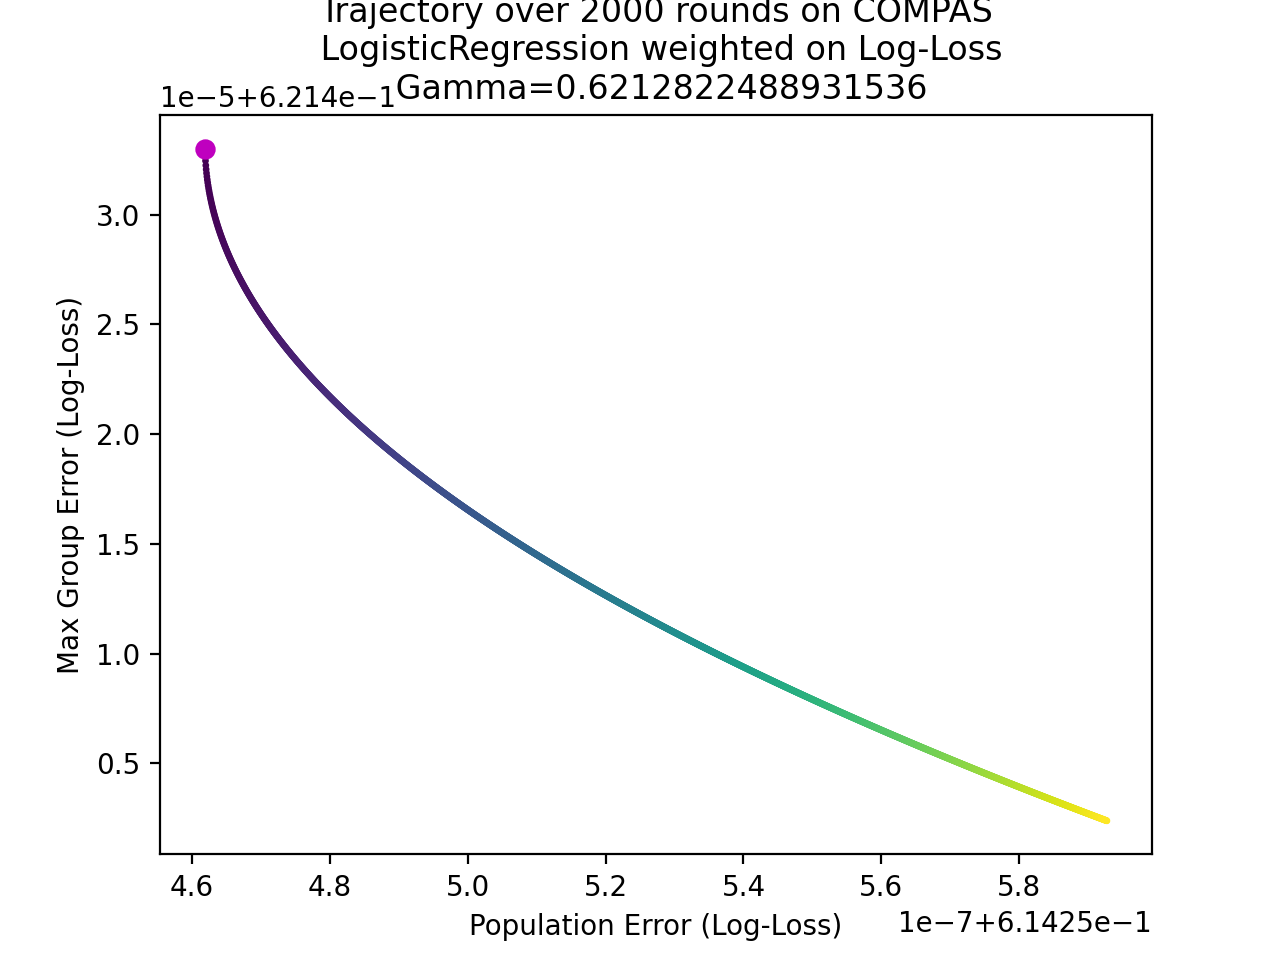 Trajectory over 2000 rounds on COMPAS
LogisticRegression weighted on Log-Loss
Gamma=0.6212822488931536
1e−5+6.214e−1
3.0
2.5
2.0
1.5
1.0
0.5
Max Group Error (Log-Loss)
4.6 4.8 5.0 5.2 5.4 5.6 5.8
Population Error (Log-Loss)
1e−7+6.1425e−1